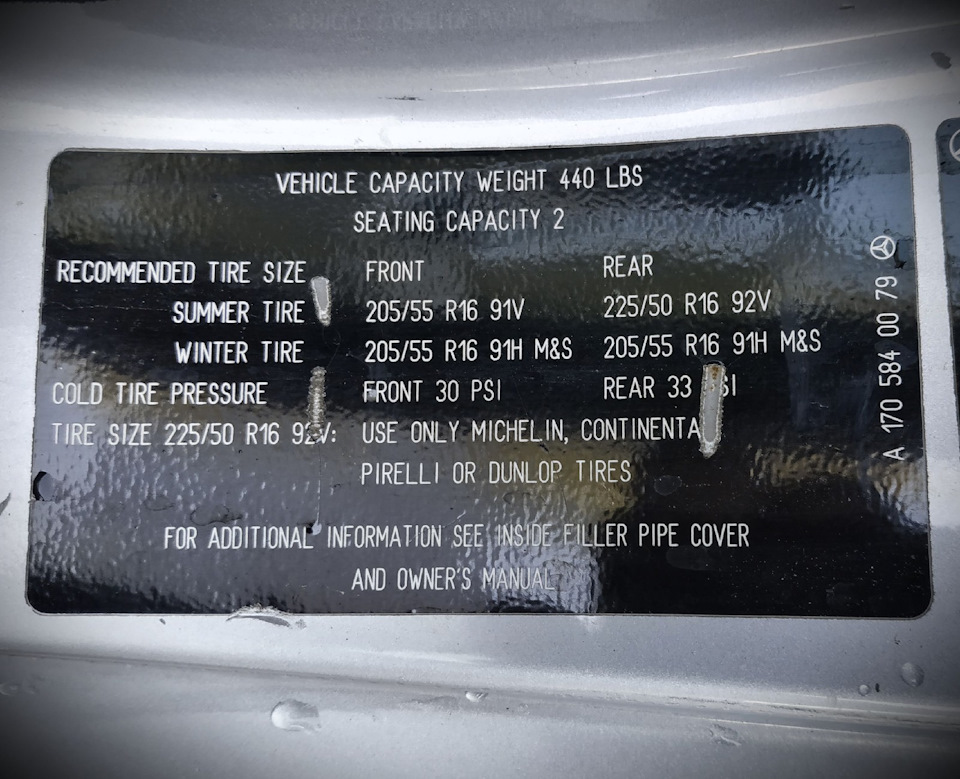 VEHICLE CAPACITY WEIGHT 440 LBS
SEATING CAPACITY 2
RECOMMENDED TIRE SIZE FRONT REAR
SUMMER TIRE 205/55 R16 91V 225/50 R16 92V
WINTER TIRE 205/55 R16 91H M&S 205/55 R16 91H M&S
COLD TIRE PRESSURE FRONT 30 PSI REAR 33 PSI
TIRE SIZE 225/50 R16 92V: USE ONLY MICHELIN, CONTINENTA
PIRELLI OR DUNLOP TIRES
FOR ADDITIONAL INFORMATION SEE INSIDE FILLER PIPE COVER
AND OWNER'S MANUAL
A 170 584 00 79